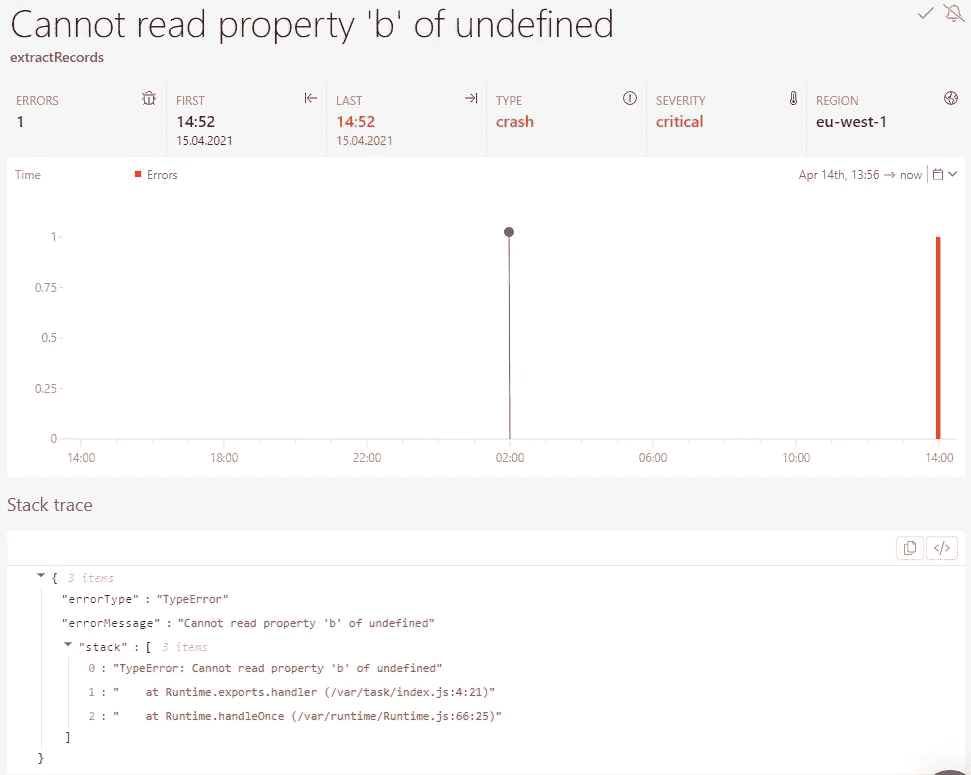 Cannot read property 'b' of undefined
extractRecords
ERRORS
1
FIRST
14:52
15.04.2021
LAST
14:52
15.04.2021
TYPE
crash
SEVERITY
critical
REGION
eu-west-1
Time
Errors
Apr 14th, 13:56 → now
1
0.75
0.5
0.25
0
14:00 18:00 22:00 02:00 06:00 10:00 14:00
Stack trace
{ 3 items
"errorType" : "TypeError"
"errorMessage" : "Cannot read property 'b' of undefined"
"stack" : [ 3 items
0 : "TypeError: Cannot read property 'b' of undefined"
1 : "    at Runtime.exports.handler (/var/task/index.js:4:21)"
2 : "    at Runtime.handleOnce (/var/runtime/Runtime.js:66:25)"
]
}